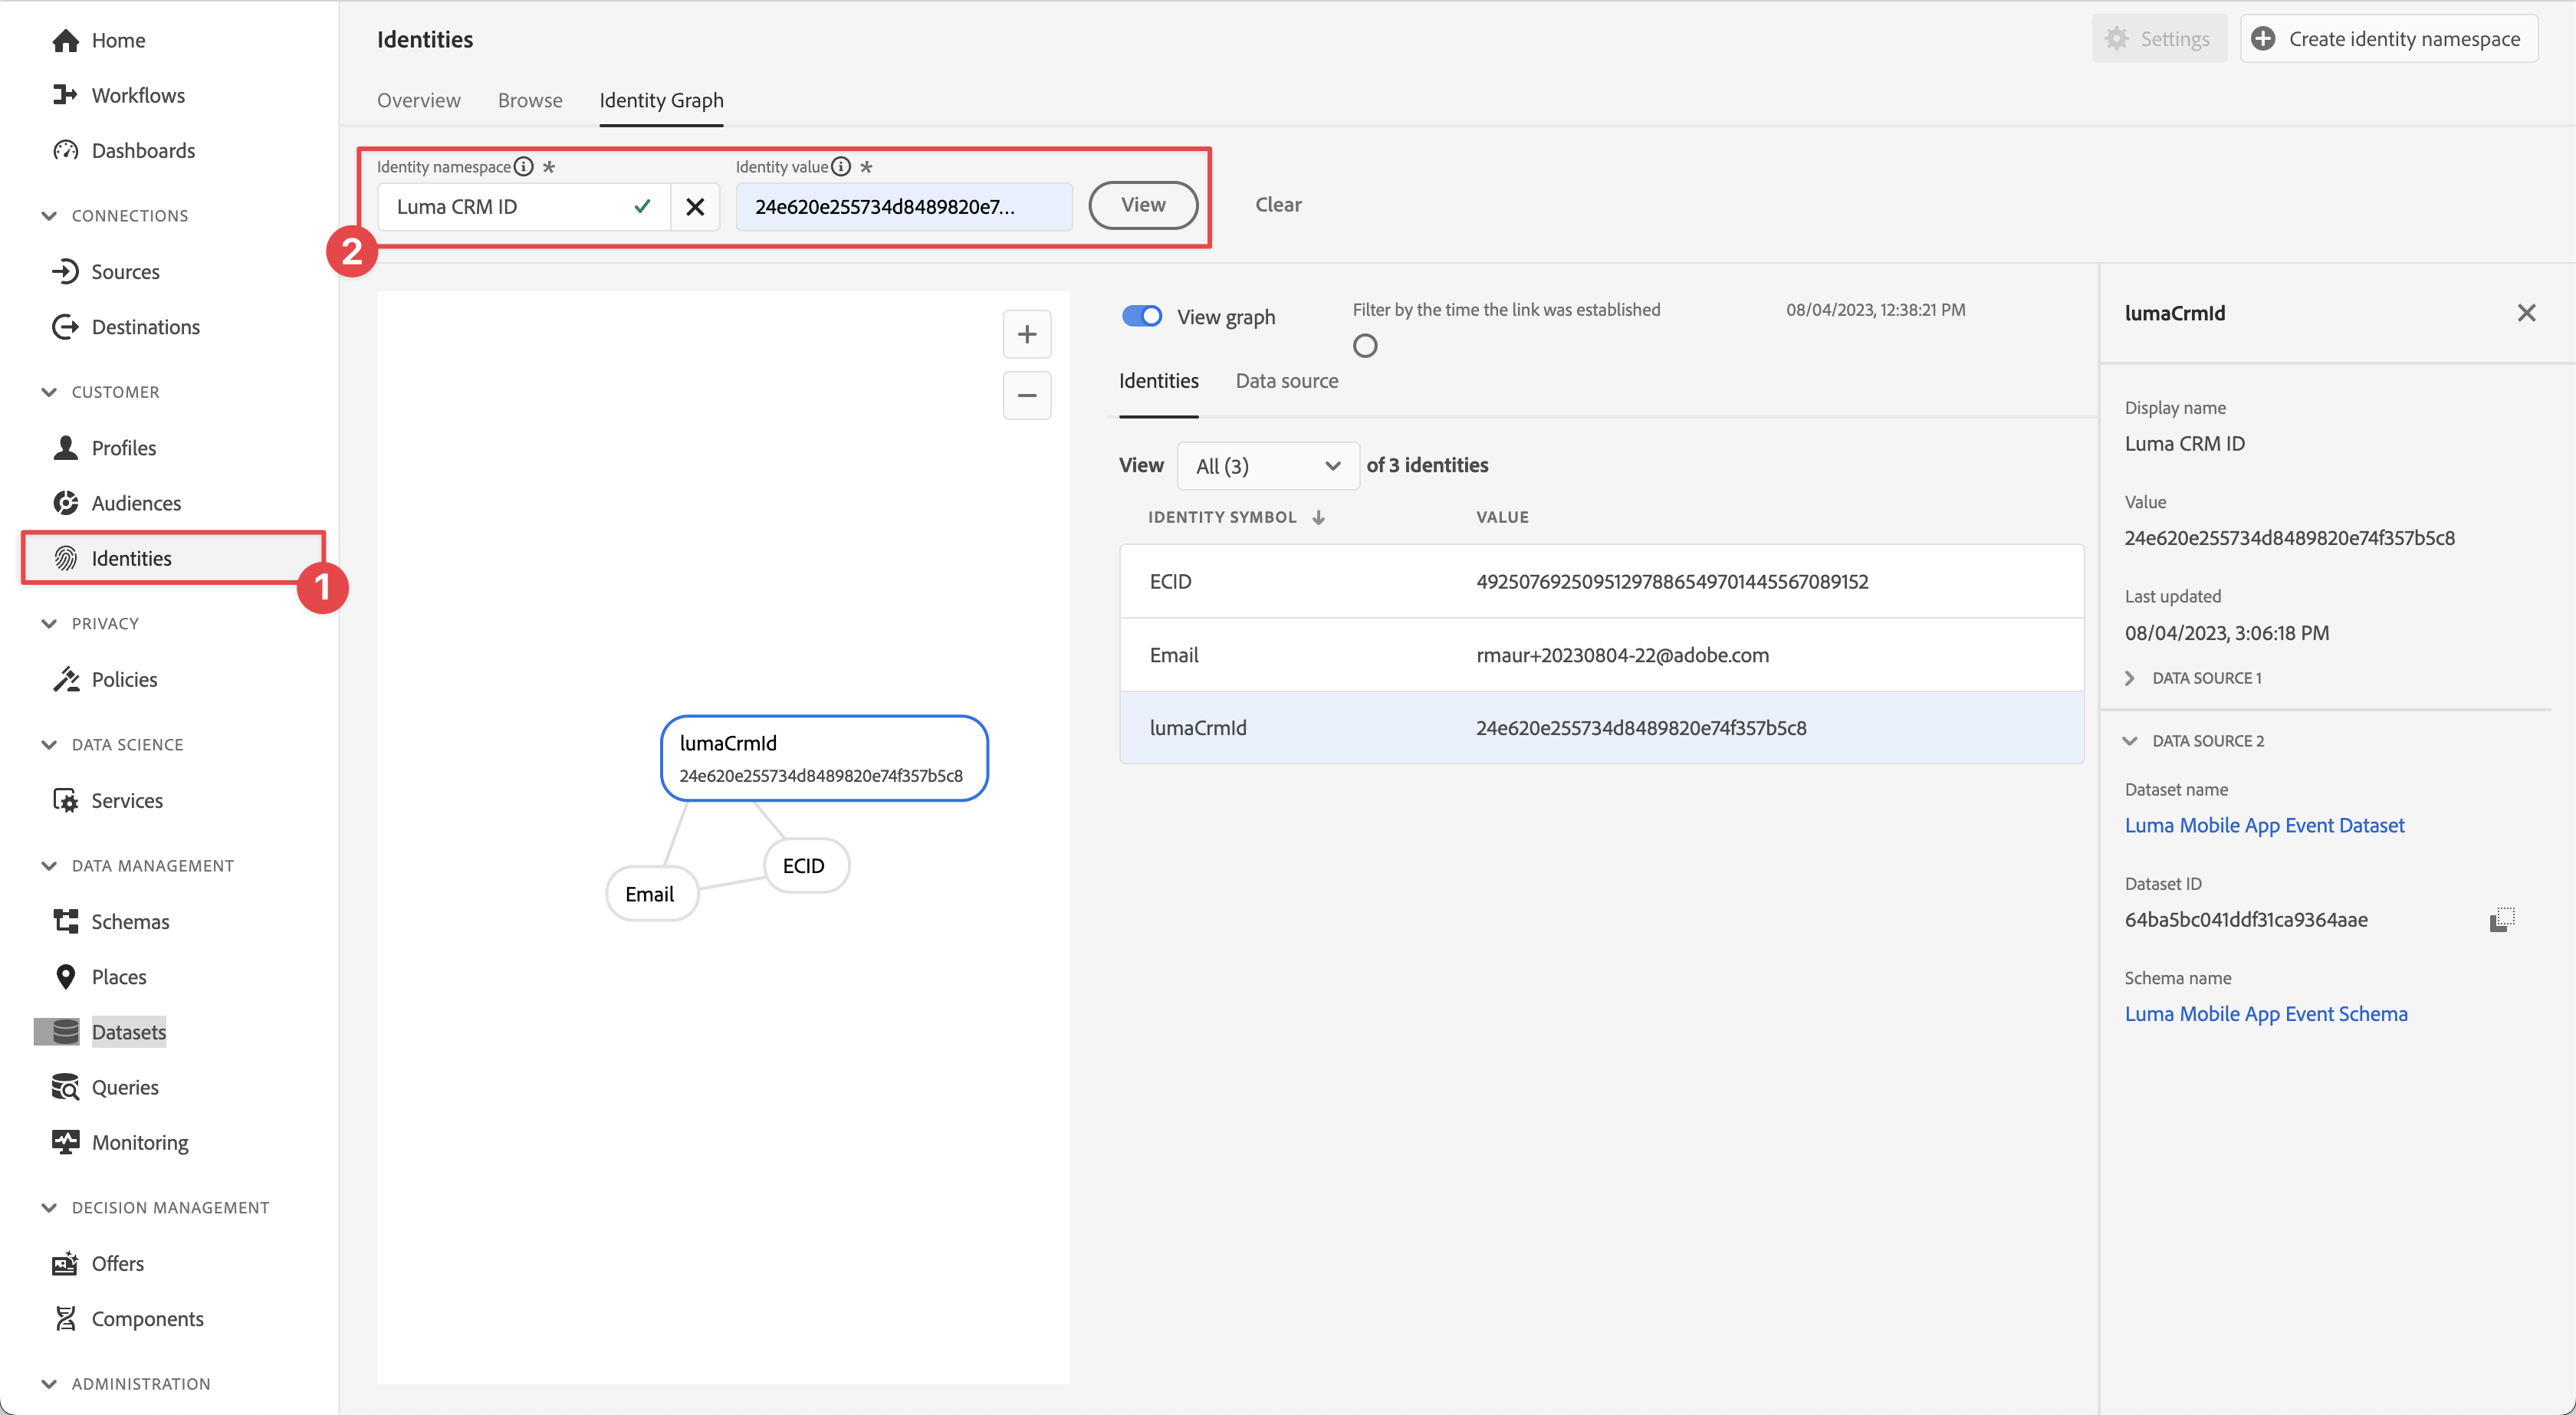 Home
Workflows
Dashboards
CONNECTIONS
Sources
Destinations
CUSTOMER
Profiles
Audiences
Identities
1
PRIVACY
Policies
DATA SCIENCE
Services
DATA MANAGEMENT
Schemas
Places
Datasets
Queries
Monitoring
DECISION MANAGEMENT
Offers
Components
ADMINISTRATION
Identities
Settings
Create identity namespace
Overview Browse Identity Graph
Identity namespace * Identity value *
Luma CRM ID 24e620e255734d8489820e7... View Clear
2
lumaCrmId
24e620e255734d8489820e74f357b5c8
ECID
Email
View graph
Filter by the time the link was established 08/04/2023, 12:38:21 PM
Identities Data source
View All (3) of 3 identities
IDENTITY SYMBOL VALUE
ECID 49250769250951297886549701445567089152
Email rmaur+20230804-22@adobe.com
lumaCrmId 24e620e255734d8489820e74f357b5c8
lumaCrmId
Display name
Luma CRM ID
Value
24e620e255734d8489820e74f357b5c8
Last updated
08/04/2023, 3:06:18 PM
DATA SOURCE 1
DATA SOURCE 2
Dataset name
Luma Mobile App Event Dataset
Dataset ID
64ba5bc041ddf31ca9364aae
Schema name
Luma Mobile App Event Schema